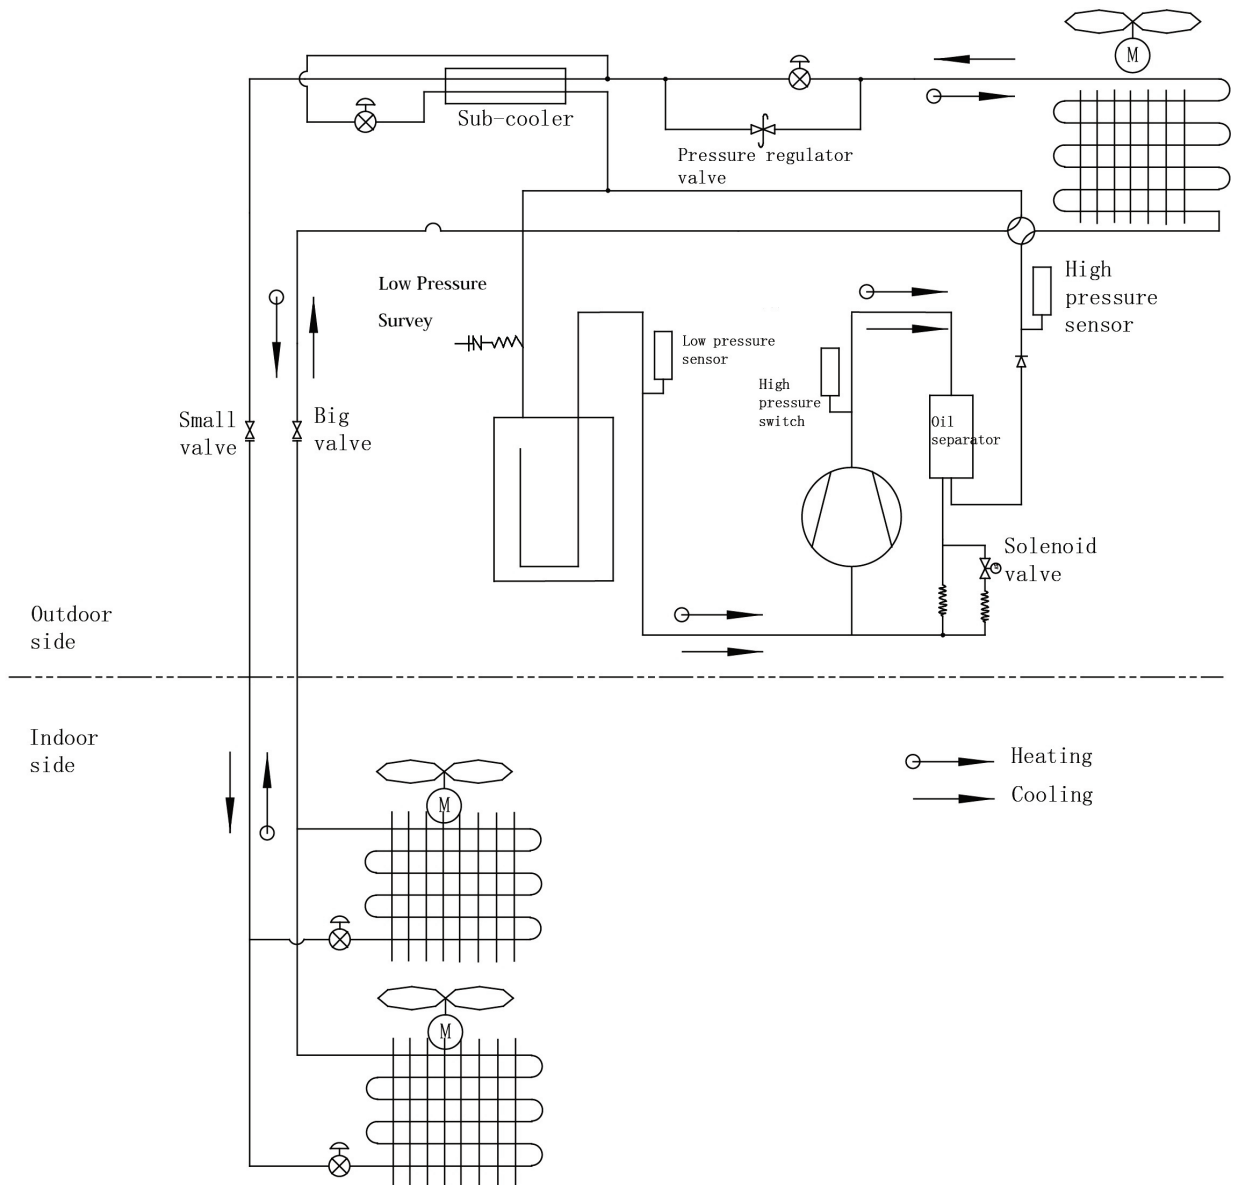 M
Sub-cooler
Pressure regulator
valve
Low Pressure
Survey
High
pressure
sensor
Low pressure
sensor
High
pressure
switch
Oil
separator
Small
valve
Big
valve
Solenoid
valve
Outdoor
side
Indoor
side
Heating
Cooling
M
M